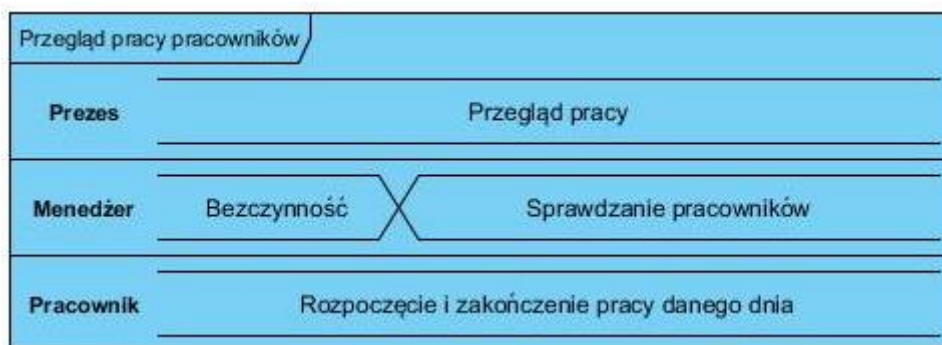 Przegląd pracy pracowników
Prezes
Przegląd pracy
Menedżer
Bezczynność
Sprawdzanie pracowników
Pracownik
Rozpoczęcie i zakończenie pracy danego dnia